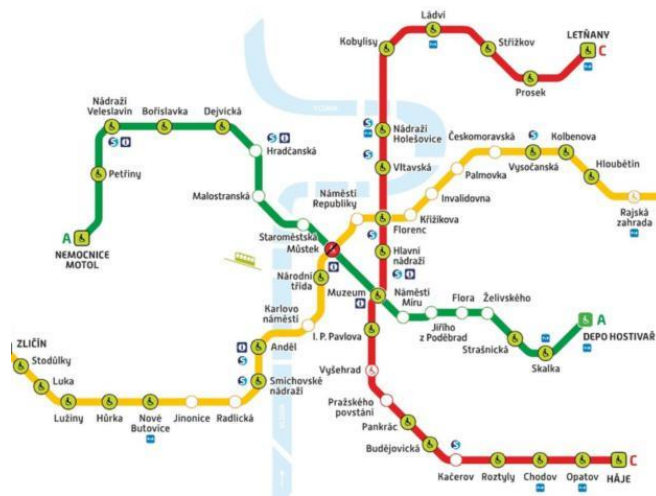 Ládví
LETŇANY
C
Kobylisy
Střížkov
Prosek
Nádraží
Veleslavín
Bořislavka
Dejvická
Nádraží
Holešovice
Hradčanská
Českomoravská
Kolbenova
Petřiny
Vltavská
Vysočanská
Palmovka
Hloubětín
Malostranská
Náměstí
Republiky
Invalidovna
Křižíkova
Rajská
zahrada
Staroměstská
Florenc
A
NEMOCNICE
MOTOL
Můstek
Hlavní
nádraží
Národní
třída
Muzeum
Náměstí
Míru
Flora
Želivského
A
Karlovo
náměstí
I. P. Pavlova
Jiřího
z Poděbrad
Strašnická
DEPO HOSTIVAŘ
ZLIČÍN
Skalka
Stodůlky
Anděl
Luka
Vyšehrad
Smíchovské
nádraží
Pražského
povstání
Lužiny
Hůrka
Nové
Butovice
Jinonice
Radlická
Pankrác
Budějovická
C
Kačerov
Roztyly
Chodov
Opatov
HÁJE